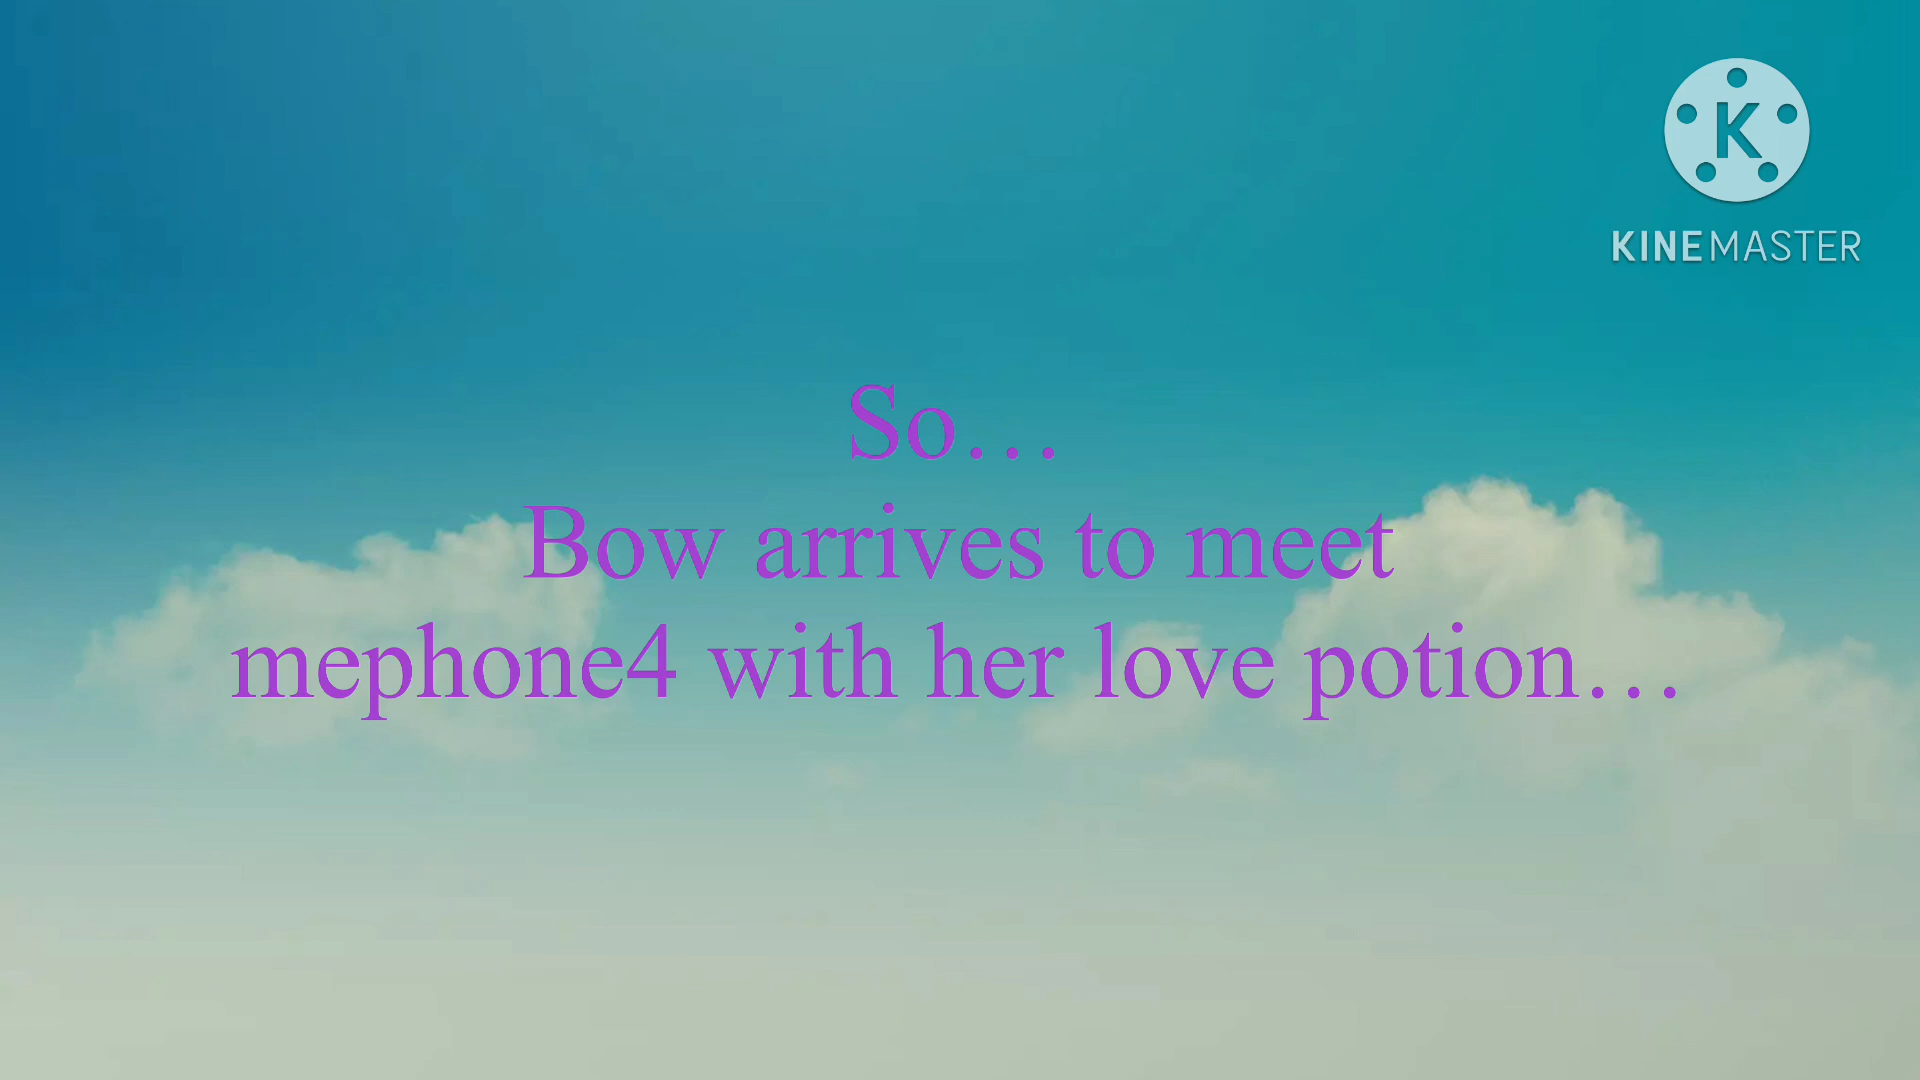 K
KINEMASTER
So…
Bow arrives to meet
mephone4 with her love potion…